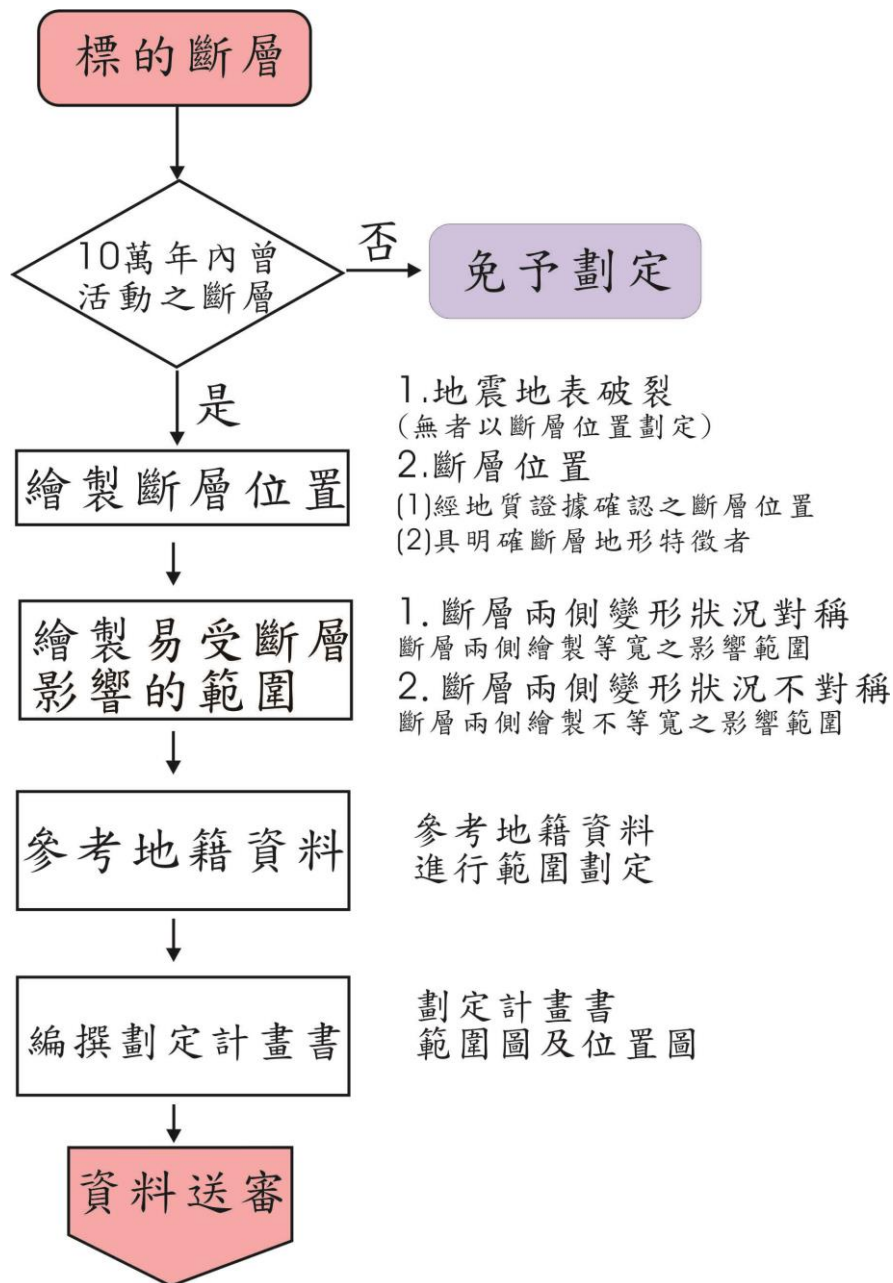 標的斷層
10萬年內曾
活動之斷層
否
免予劃定
是
繪製斷層位置
1.地震地表破裂
(無者以斷層位置劃定)
2.斷層位置
(1)經地質證據確認之斷層位置
(2)具明確斷層地形特徵者
繪製易受斷層
影響的範圍
1.斷層兩側變形狀況對稱
斷層兩側繪製等寬之影響範圍
2.斷層兩側變形狀況不對稱
斷層兩側繪製不等寬之影響範圍
參考地籍資料
參考地籍資料
進行範圍劃定
編撰劃定計畫書
劃定計畫書
範圍圖及位置圖
資料送審